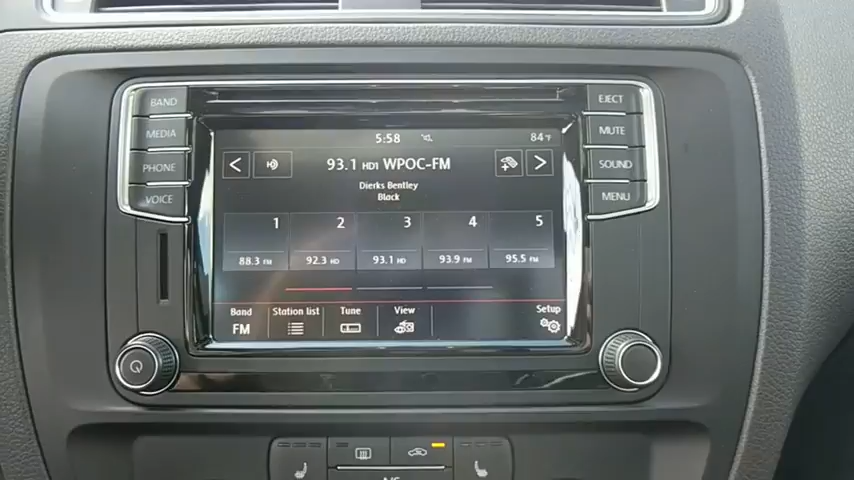 BAND
MEDIA
PHONE
VOICE
EJECT
MUTE
SOUND
MENU
5:58
84°F
93.1 HD1 WPOC-FM
Dierks Bentley
Black
1 2 3 4 5
88.3 FM 92.3 HD 93.1 HD 93.9 FM 95.5 FM
Band Station list Tune View Setup
FM